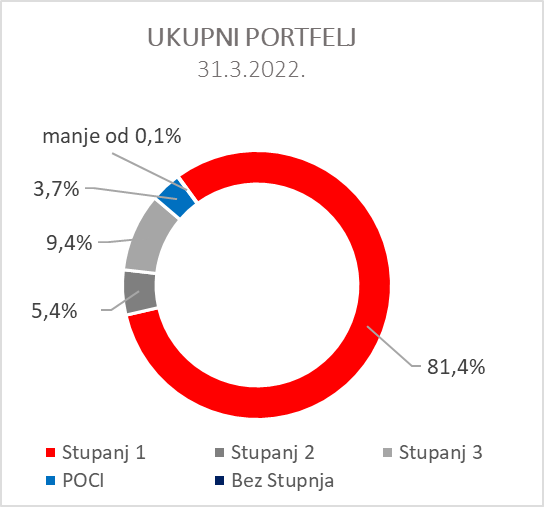 UKUPNI PORTFELJ
31.3.2022.
manje od 0,1%
3,7%
9,4%
5,4%
81,4%
Stupanj 1 Stupanj 2 Stupanj 3
POCI Bez Stupnja